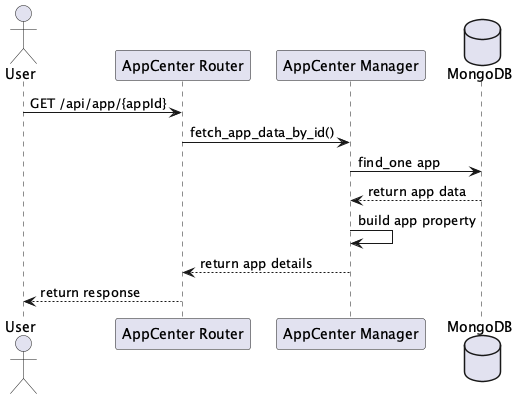 User
AppCenter Router
AppCenter Manager
MongoDB
GET /api/app/{appId}
fetch_app_data_by_id()
find_one app
return app data
build app property
return app details
return response
User
AppCenter Router
AppCenter Manager
MongoDB